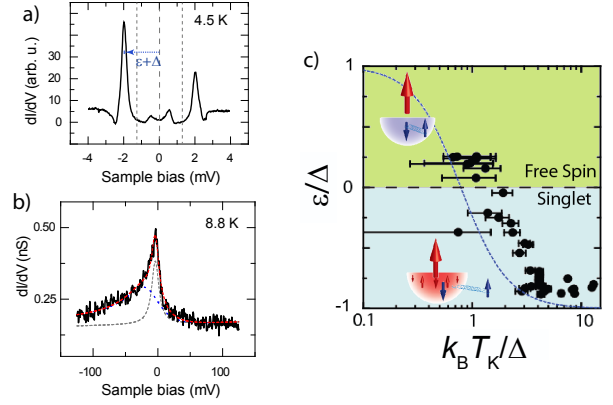 a)
4.5 K
ε+Δ
dI/dV (arb. u.)
50
40
30
20
10
0
-4 -2 0 2 4
Sample bias (mV)
b)
8.8 K
dI/dV (nS)
0.50
0.25
-100 0 100
Sample bias (mV)
c)
ε/Δ
1
0
-1
Free Spin
Singlet
0.1 1 10
k_B T_K/Δ